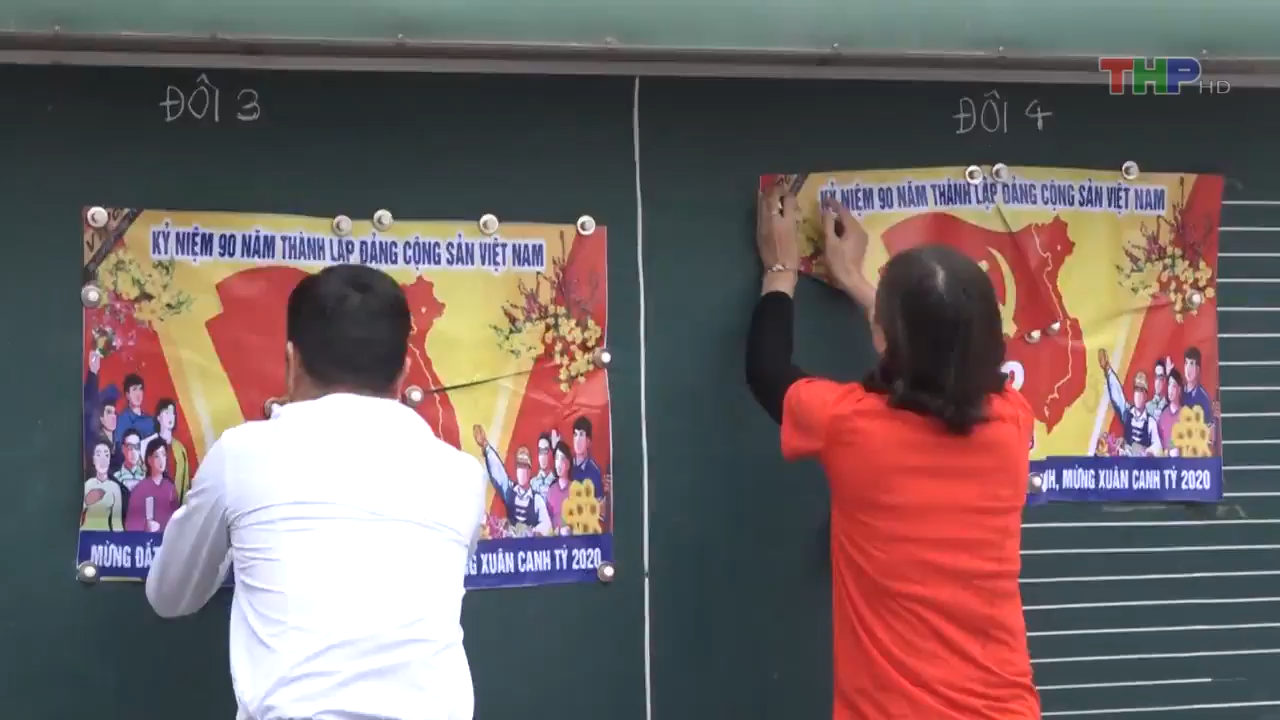 ĐỘI 3
ĐỘI 4
THP HD
KỶ NIỆM 90 NĂM THÀNH LẬP ĐẢNG CỘNG SẢN VIỆT NAM
MỪNG XUÂN CANH TÝ 2020
KỶ NIỆM 90 NĂM THÀNH LẬP ĐẢNG CỘNG SẢN VIỆT NAM
, MỪNG XUÂN CANH TÝ 2020